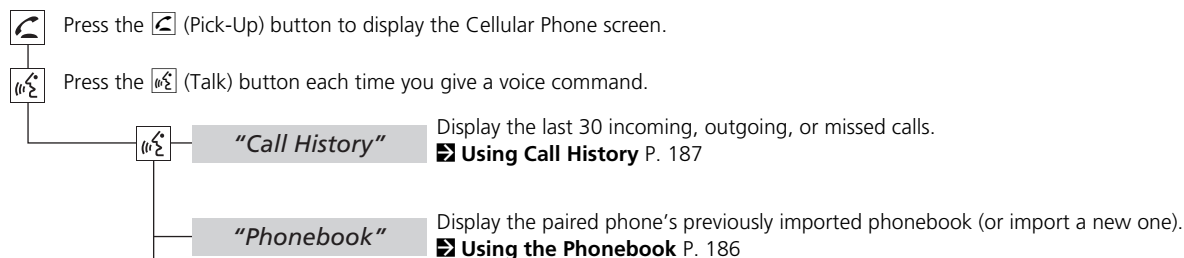 Press the (Pick-Up) button to display the Cellular Phone screen.
Press the (Talk) button each time you give a voice command.
"Call History"
Display the last 30 incoming, outgoing, or missed calls.
Using Call History P. 187
"Phonebook"
Display the paired phone's previously imported phonebook (or import a new one).
Using the Phonebook P. 186